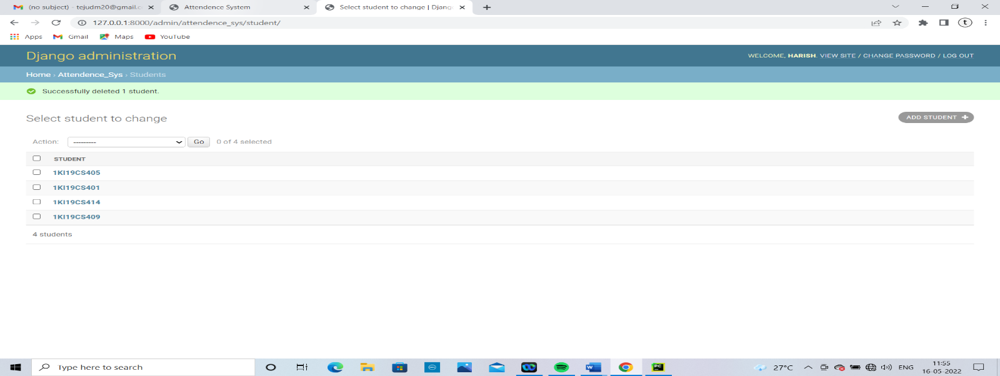 (no subject) - tejudm20@gmail.c
Attendence System
Select student to change | Djang
127.0.0.1:8000/admin/attendence_sys/student/
t
Apps Gmail Maps YouTube
Django administration
WELCOME, HARISH. VIEW SITE / CHANGE PASSWORD / LOG OUT
Home › Attendence_Sys › Students
Successfully deleted 1 student.
Select student to change
ADD STUDENT +
Action: --------- Go 0 of 4 selected
STUDENT
1KI19CS405
1KI19CS401
1KI19CS414
1KI19CS409
4 students
Type here to search
W
PC
27°C
ENG
11:55
16-05-2022